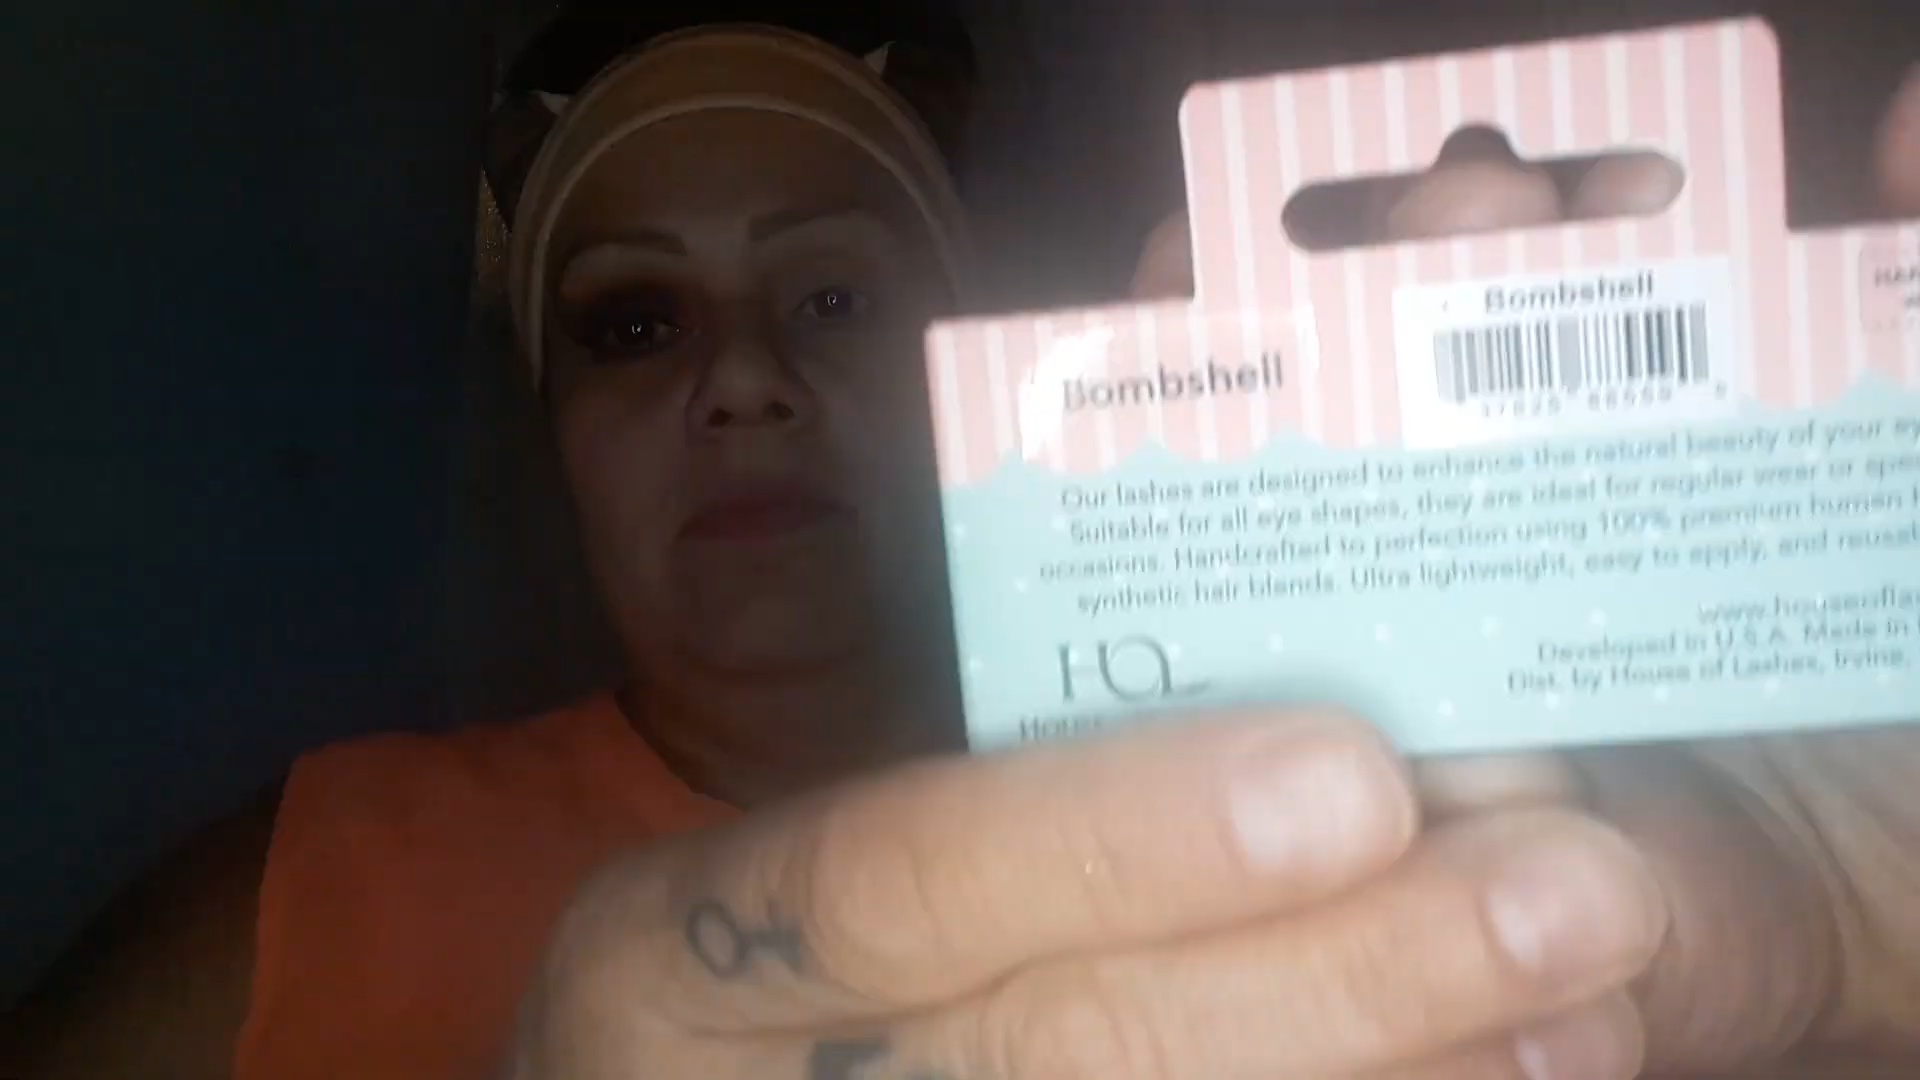 Bombshell
Bombshell
Our lashes are designed to enhance the natural beauty of your
Suitable for all eye shapes, they are ideal for regular wear or
occasions. Handcrafted to perfection using 100% premium human
synthetic hair blends. Ultra lightweight, easy to apply, and
Developed in U.S.A. Made in
Dist. by House of Lashes, Irvine,
HL
House